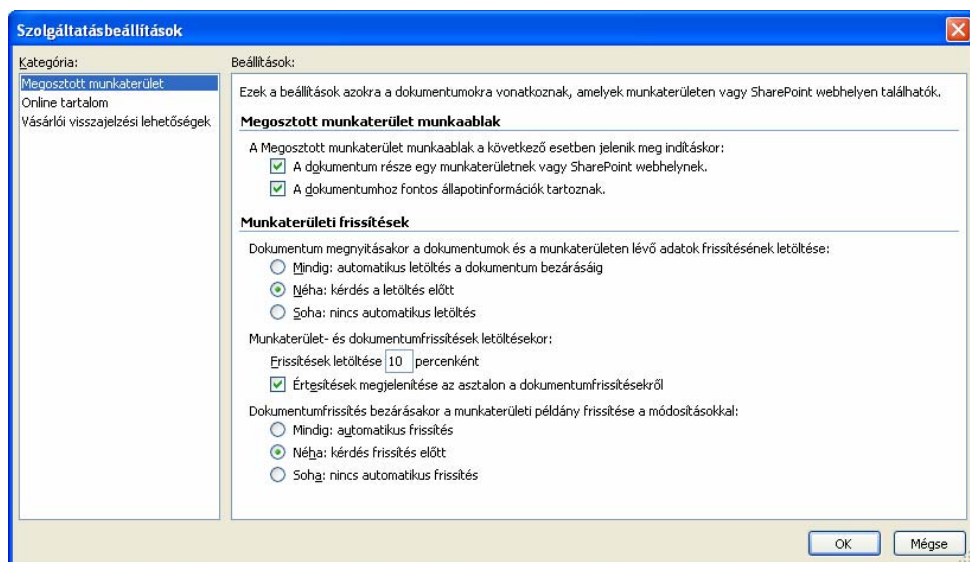 Szolgáltatásbeállítások
Kategória:
Megosztott munkaterület
Online tartalom
Vásárlói visszajelzési lehetőségek
Beállítások:
Ezek a beállítások azokra a dokumentumokra vonatkoznak, amelyek munkaterületen vagy SharePoint webhelyen találhatók.
Megosztott munkaterület munkaablak
A Megosztott munkaterület munkaablak a következő esetben jelenik meg indításkor:
A dokumentum része egy munkaterületnek vagy SharePoint webhelynek.
A dokumentumhoz fontos állapotinformációk tartoznak.
Munkaterületi frissítések
Dokumentum megnyitásakor a dokumentumok és a munkaterületen lévő adatok frissítésének letöltése:
Mindig: automatikus letöltés a dokumentum bezárásáig
Néha: kérdés a letöltés előtt
Soha: nincs automatikus letöltés
Munkaterület- és dokumentumfrissítések letöltésekor:
Frissítések letöltése 10 percenként
Értesítések megjelenítése az asztalon a dokumentumfrissítésekről
Dokumentumfrissítés bezárásakor a munkaterületi példány frissítése a módosításokkal:
Mindig: automatikus frissítés
Néha: kérdés frissítés előtt
Soha: nincs automatikus frissítés
OK
Mégse